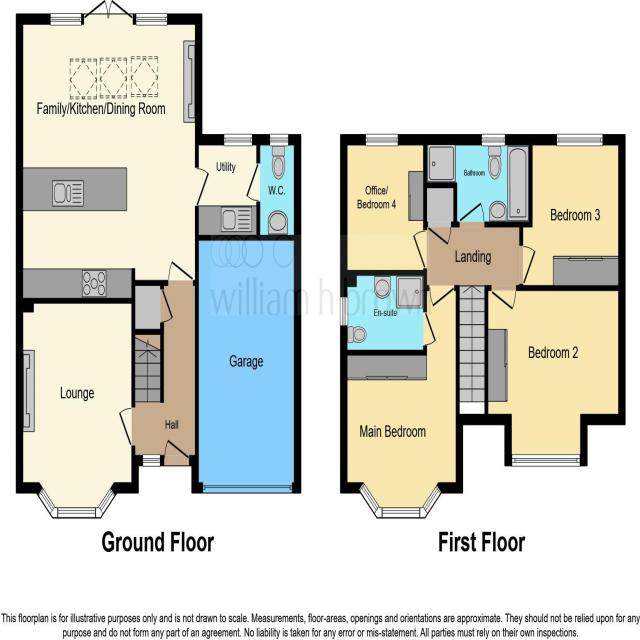 Family/Kitchen/Dining Room
Utility
W.C.
Garage
Lounge
Hall
Ground Floor
Office/
Bedroom 4
Bathroom
Bedroom 3
Landing
En-suite
Bedroom 2
Main Bedroom
First Floor
william h brown
This floorplan is for illustrative purposes only and is not drawn to scale. Measurements, floor-areas, openings and orientations are approximate. They should not be relied upon for any
purpose and do not form any part of an agreement. No liability is taken for any error or mis-statement. All parties must rely on their own inspections.